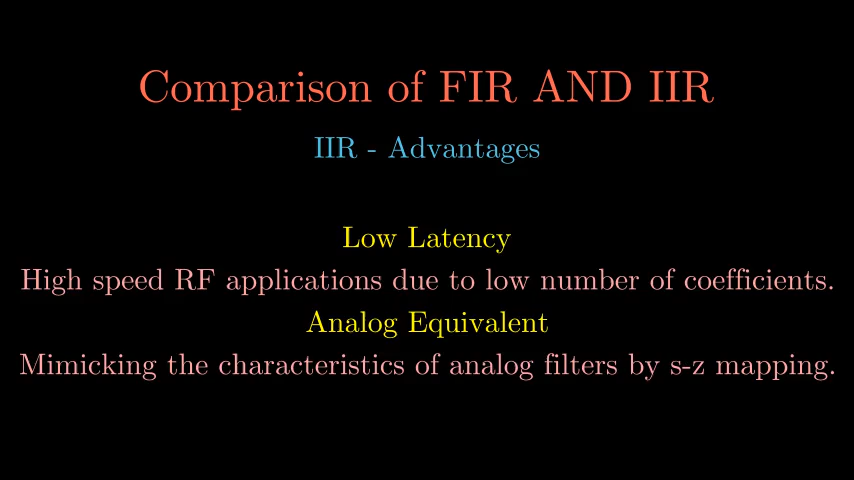 Comparison of FIR AND IIR
IIR - Advantages
Low Latency
High speed RF applications due to low number of coefficients.
Analog Equivalent
Mimicking the characteristics of analog filters by s-z mapping.